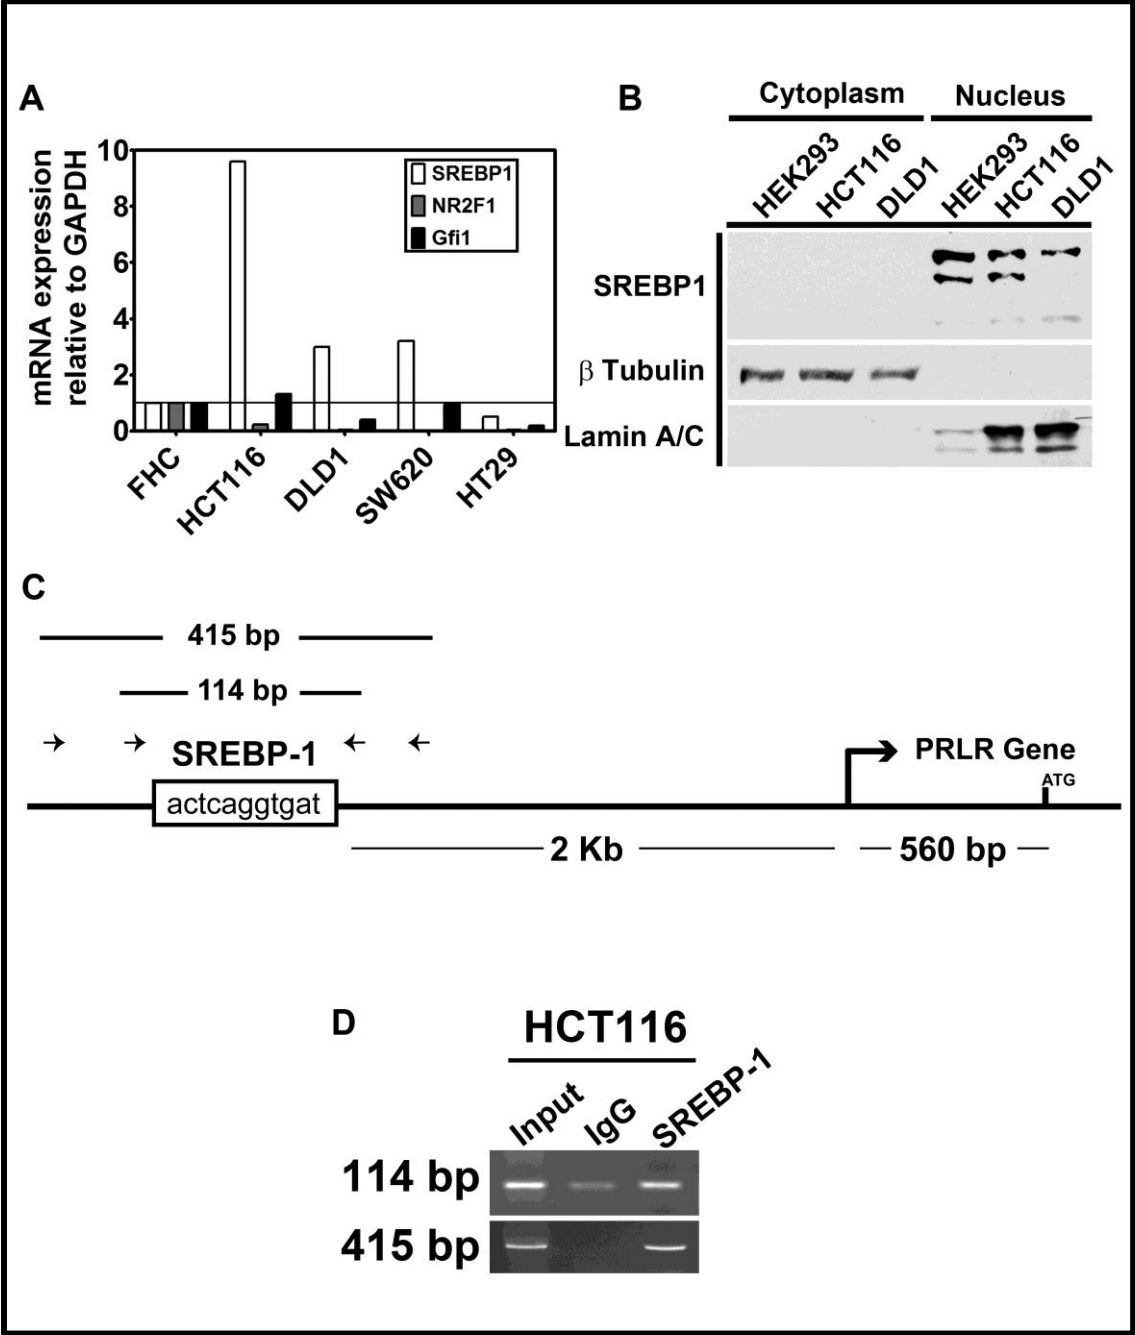 A
mRNA expression
relative to GAPDH
10
8
6
4
2
0
SREBP1
NR2F1
Gfi1
FHC
HCT116
DLD1
SW620
HT29
B
Cytoplasm
Nucleus
HEK293
HCT116
DLD1
HEK293
HCT116
DLD1
SREBP1
β Tubulin
Lamin A/C
C
415 bp
114 bp
SREBP-1
actcaggtgat
PRLR Gene
ATG
2 Kb
560 bp
D
HCT116
Input
IgG
SREBP-1
114 bp
415 bp